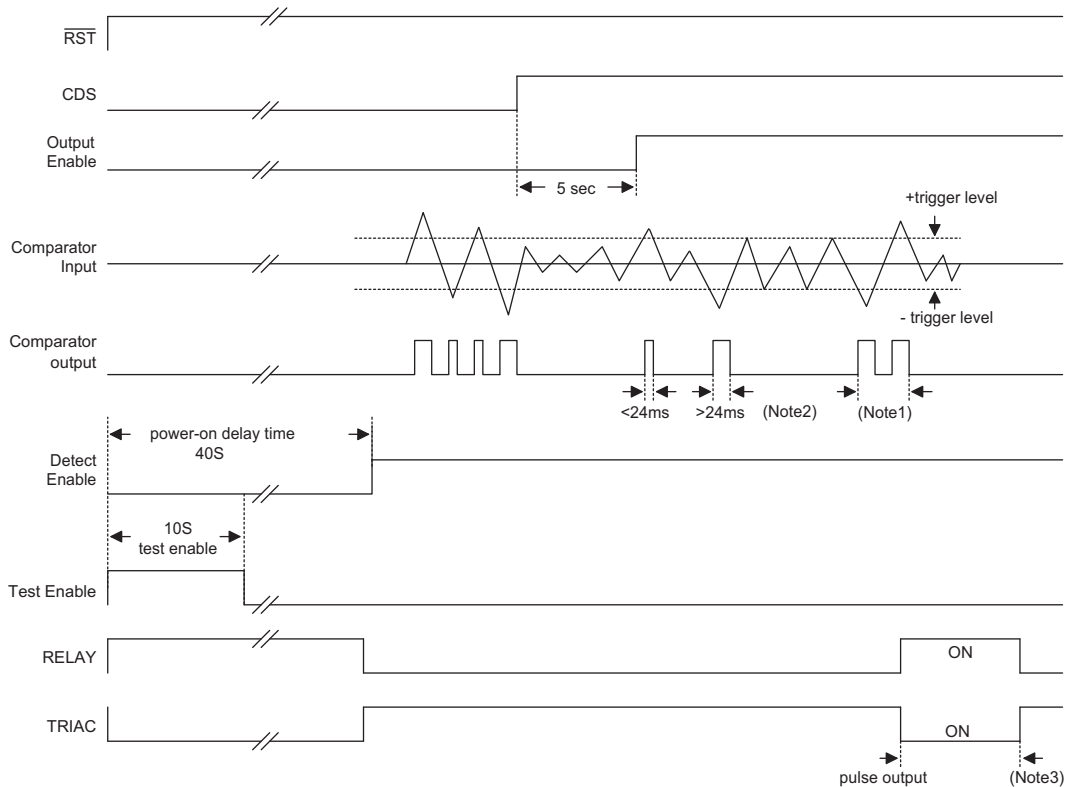 RST
CDS
Output
Enable
5 sec
+trigger level
Comparator
Input
- trigger level
Comparator
output
<24ms
>24ms
(Note2)
(Note1)
power-on delay time
40S
Detect
Enable
10S
test enable
Test Enable
RELAY
ON
TRIAC
ON
pulse output
(Note3)